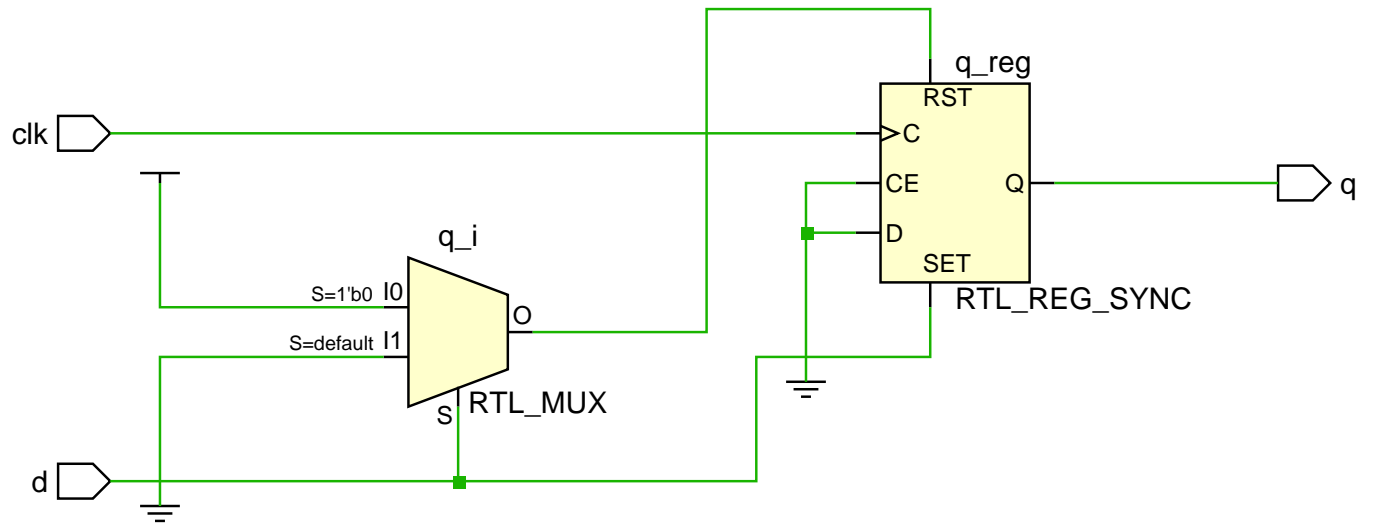 q_reg
RST
clk
C
CE
Q
q
D
q_i
SET
S=1'b0
I0
RTL_REG_SYNC
O
S=default
I1
RTL_MUX
S
d